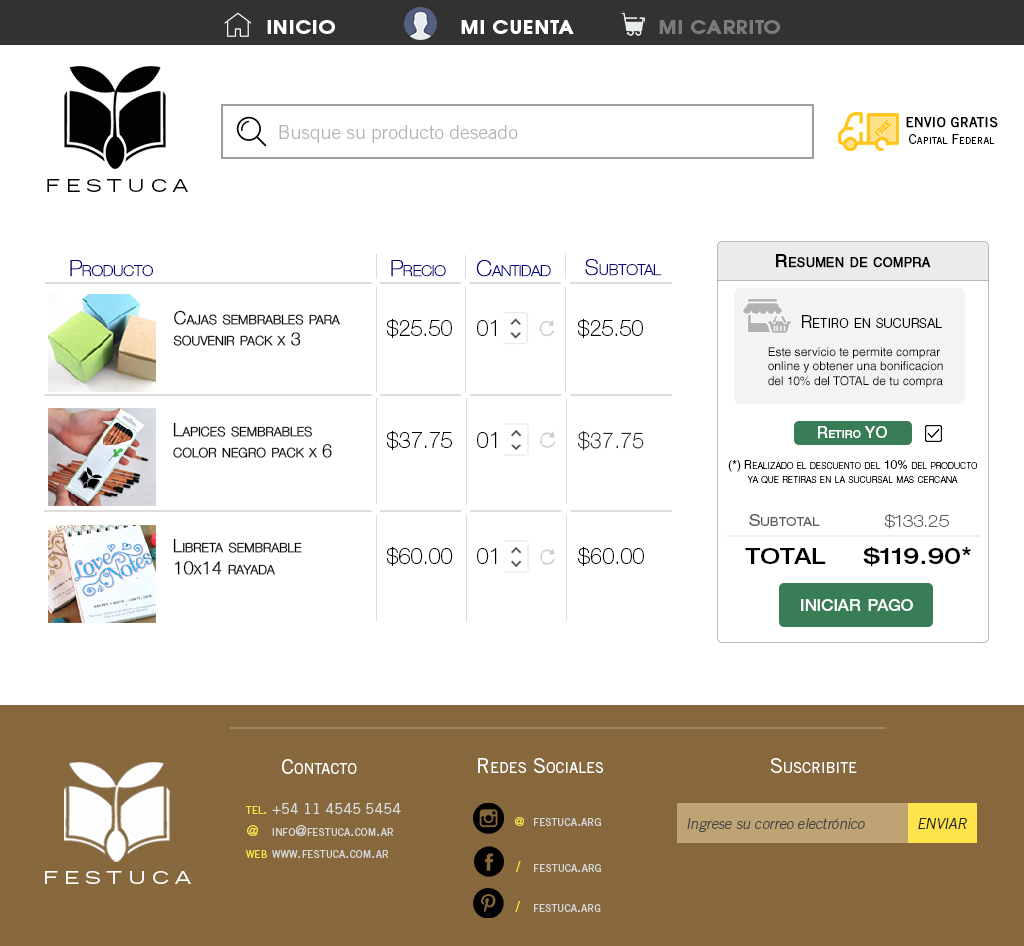 INICIO
MI CUENTA
MI CARRITO
FESTUCA
Busque su producto deseado
FREE
ENVIO GRATIS
Capital Federal
Producto
Precio
Cantidad
Subtotal
Cajas sembrables para
souvenir pack x 3
$25.50
01
$25.50
Lapices sembrables
color negro pack x 6
$37.75
01
$37.75
Love
Notes
Libreta sembrable
10x14 rayada
$60.00
01
$60.00
Resumen de compra
Retiro en sucursal
Este servicio te permite comprar
online y obtener una bonificacion
del 10% del TOTAL de tu compra
Retiro YO
(*) Realizado el descuento del 10% del producto
ya que retiras en la sucursal mas cercana
Subtotal $133.25
TOTAL $119.90*
INICIAR PAGO
FESTUCA
Contacto
tel. +54 11 4545 5454
@ info@festuca.com.ar
web www.festuca.com.ar
Redes Sociales
@ festuca.arg
/ festuca.arg
/ festuca.arg
Suscribite
Ingrese su correo electrónico
ENVIAR